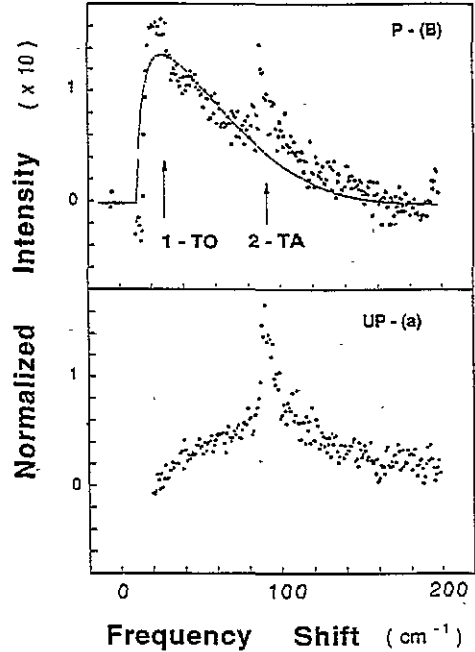 P - (B)
Intensity ( × 10 )
1
0
1 - TO
2 - TA
UP - (a)
Normalized
1
0
0
100
200
Frequency Shift ( cm⁻¹ )